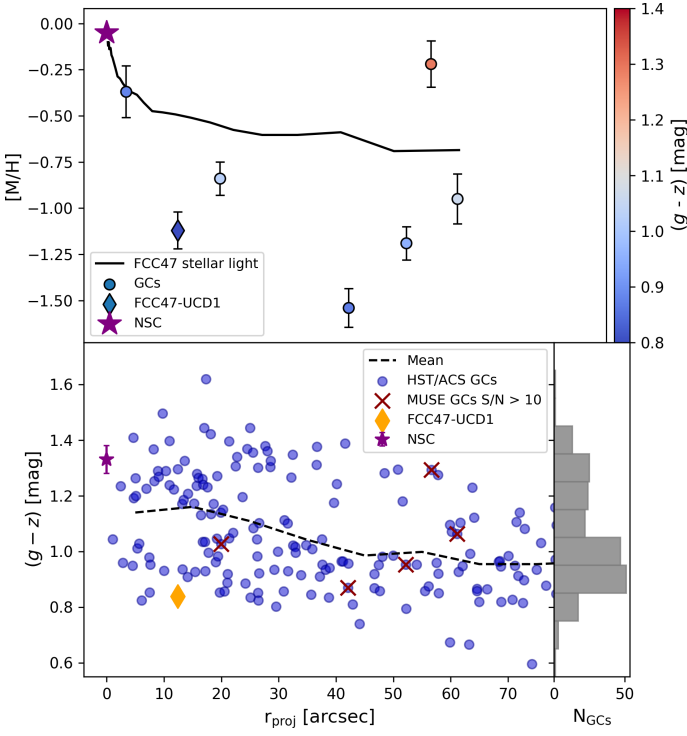 0.00
−0.25
−0.50
−0.75
−1.00
−1.25
−1.50
[M/H]
FCC47 stellar light
GCs
FCC47-UCD1
NSC
1.4
1.3
1.2
1.1
1.0
0.9
0.8
(g - z) [mag]
1.6
1.4
1.2
1.0
0.8
0.6
(g − z) [mag]
Mean
HST/ACS GCs
MUSE GCs S/N > 10
FCC47-UCD1
NSC
0 10 20 30 40 50 60 70
r_proj [arcsec]
0 50
N_GCs